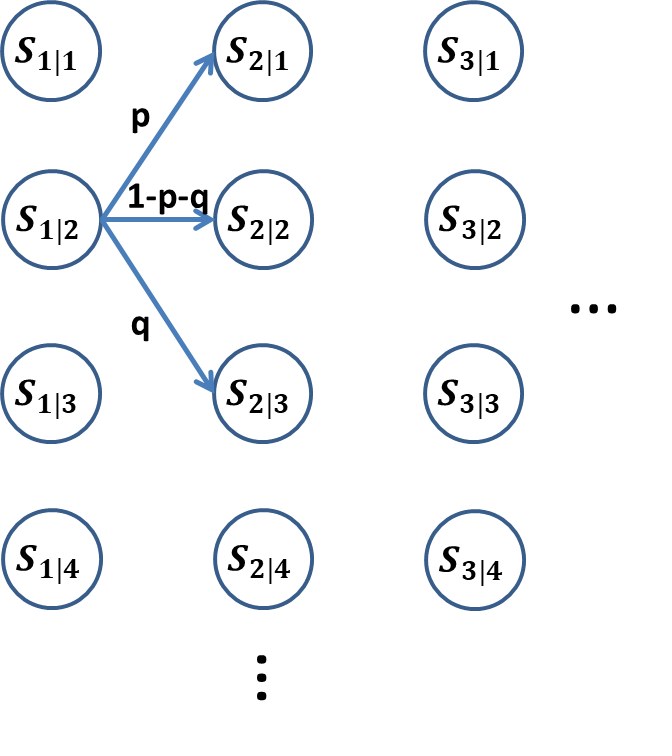 S1|1 S2|1 S3|1
p
1-p-q
S1|2 S2|2 S3|2
...
q
S1|3 S2|3 S3|3
S1|4 S2|4 S3|4
⋮